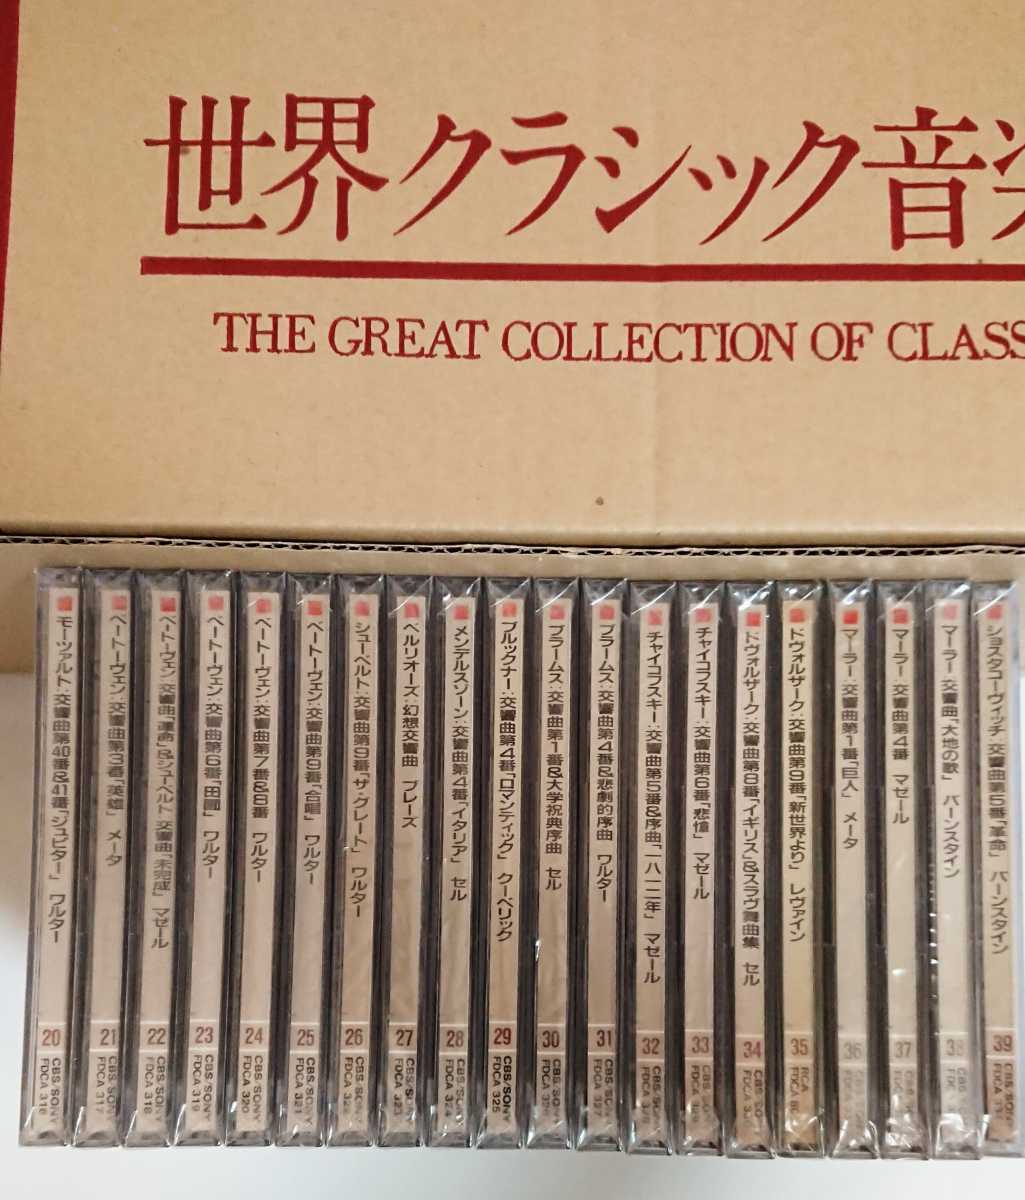 世界クラシック音楽
THE GREAT COLLECTION OF CLASS
モーツァルト:交響曲第40番&41番「ジュピター」 ワルター
20
CBS/SONY
FDCA 316
ベートーヴェン:交響曲第3番「英雄」 メータ
21
CBS/SONY
FDCA 317
ベートーヴェン:交響曲「運命」&シューベルト:交響曲「未完成」 マゼール
22
CBS/SONY
FDCA 318
ベートーヴェン:交響曲第6番「田園」 ワルター
23
CBS/SONY
FDCA 319
ベートーヴェン:交響曲第7番&8番 ワルター
24
CBS/SONY
FDCA 320
ベートーヴェン:交響曲第9番「合唱」 ワルター
25
CBS/SONY
FDCA 321
シューベルト:交響曲第9番「ザ・グレート」 ワルター
26
CBS/SONY
FDCA 322
ベルリオーズ:幻想交響曲 ブレーズ
27
CBS/SONY
FDCA 323
メンデルスゾーン:交響曲第4番「イタリア」 セル
28
CBS/SONY
FDCA 324
ブルックナー:交響曲第4番「ロマンティック」 クーベリック
29
CBS/SONY
FDCA 325
ブラームス:交響曲第1番&大学祝典序曲 セル
30
CBS/SONY
FDCA
ブラームス:交響曲第4番&悲劇的序曲 ワルター
31
CBS/SONY
FDCA 327
チャイコフスキー:交響曲第5番&序曲「一八一二年」 マゼール
32
CBS/SONY
FDCA
チャイコフスキー:交響曲第6番「悲愴」 マゼール
33
CBS/SONY
FDCA
ドヴォルザーク:交響曲第8番「イギリス」&スラヴ舞曲集 セル
34
CBS/SONY
FDCA
ドヴォルザーク:交響曲第9番「新世界より」 レヴァイン
35
RCA
FDCA
マーラー:交響曲第1番「巨人」 メータ
36
マーラー:交響曲第4番 マゼール
37
マーラー:交響曲「大地の歌」 バーンスタイン
38
ショスタコーヴィッチ:交響曲第5番「革命」 バーンスタイン
39
CBS/SONY
FDCA